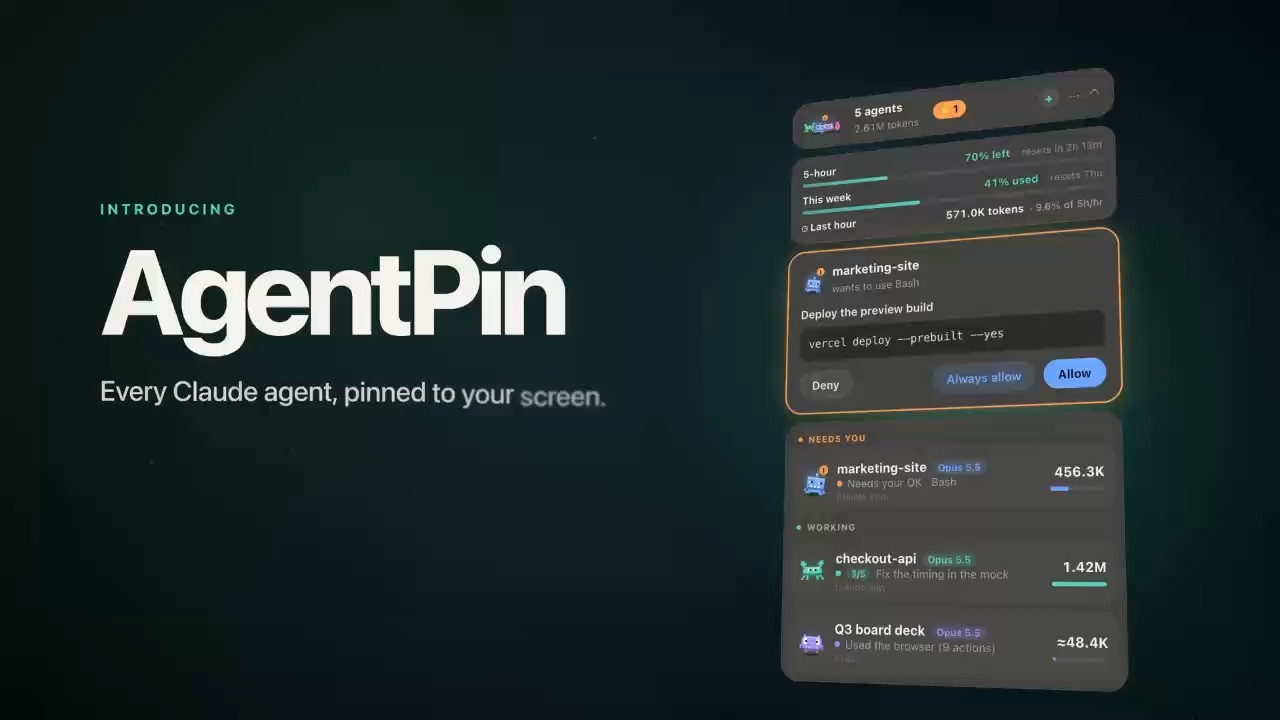 INTRODUCING
AgentPin
Every Claude agent, pinned to your screen.
5 agents
1
2.61M tokens
5-hour
70% left
resets in 2h 13m
This week
41% used
resets Thu
Last hour
571.0K tokens · 9.6% of 5h/hr
marketing-site
wants to use Bash
Deploy the preview build
vercel deploy --prebuilt --yes
Deny
Always allow
Allow
NEEDS YOU
marketing-site
Opus 5.5
456.3K
Needs your OK · Bash
WORKING
checkout-api
Opus 5.5
1.42M
3/5 Fix the timing in the mock
Q3 board deck
Opus 5.5
≈48.4K
Used the browser (9 actions)